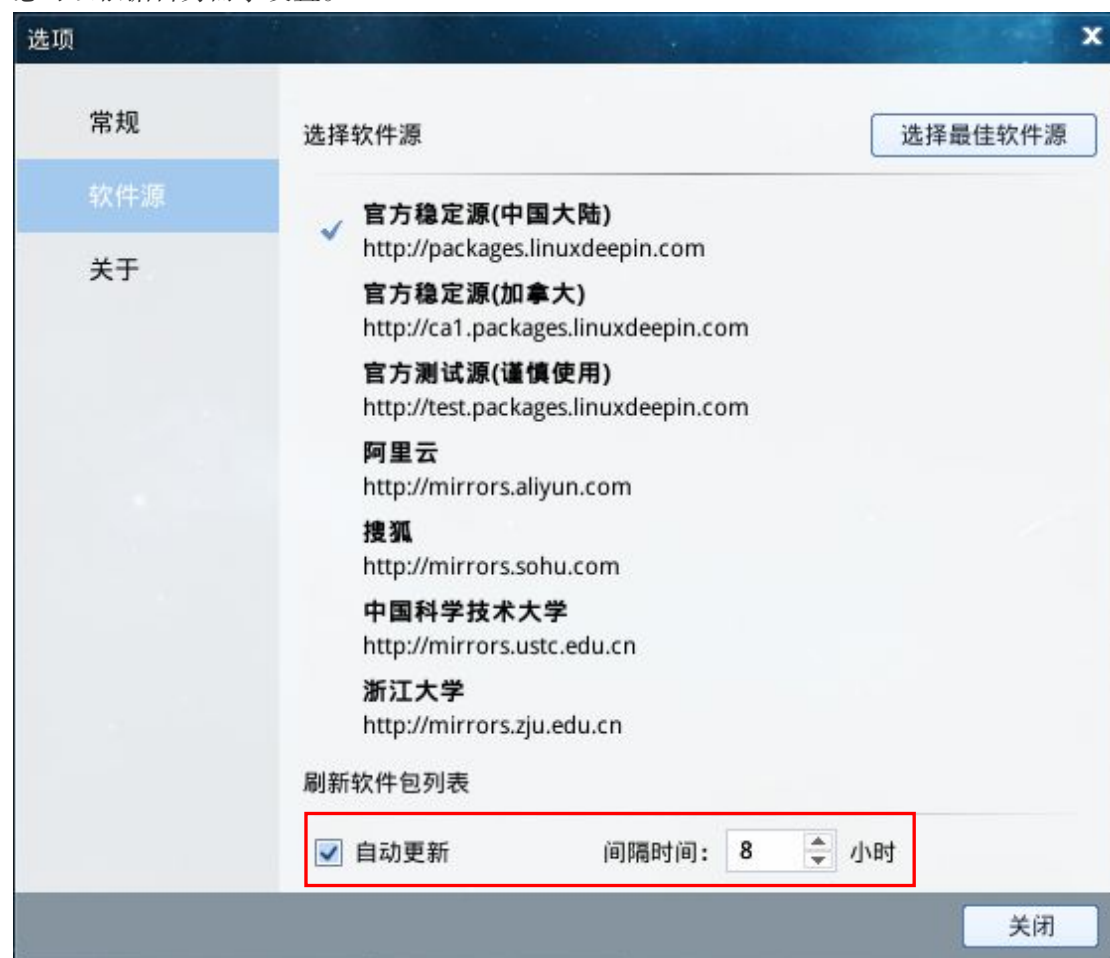 选项
常规
软件源
关于
选择软件源 选择最佳软件源
官方稳定源(中国大陆)
http://packages.linuxdeepin.com
官方稳定源(加拿大)
http://ca1.packages.linuxdeepin.com
官方测试源(谨慎使用)
http://test.packages.linuxdeepin.com
阿里云
http://mirrors.aliyun.com
搜狐
http://mirrors.sohu.com
中国科学技术大学
http://mirrors.ustc.edu.cn
浙江大学
http://mirrors.zju.edu.cn
刷新软件包列表
自动更新 间隔时间: 8 小时
关闭